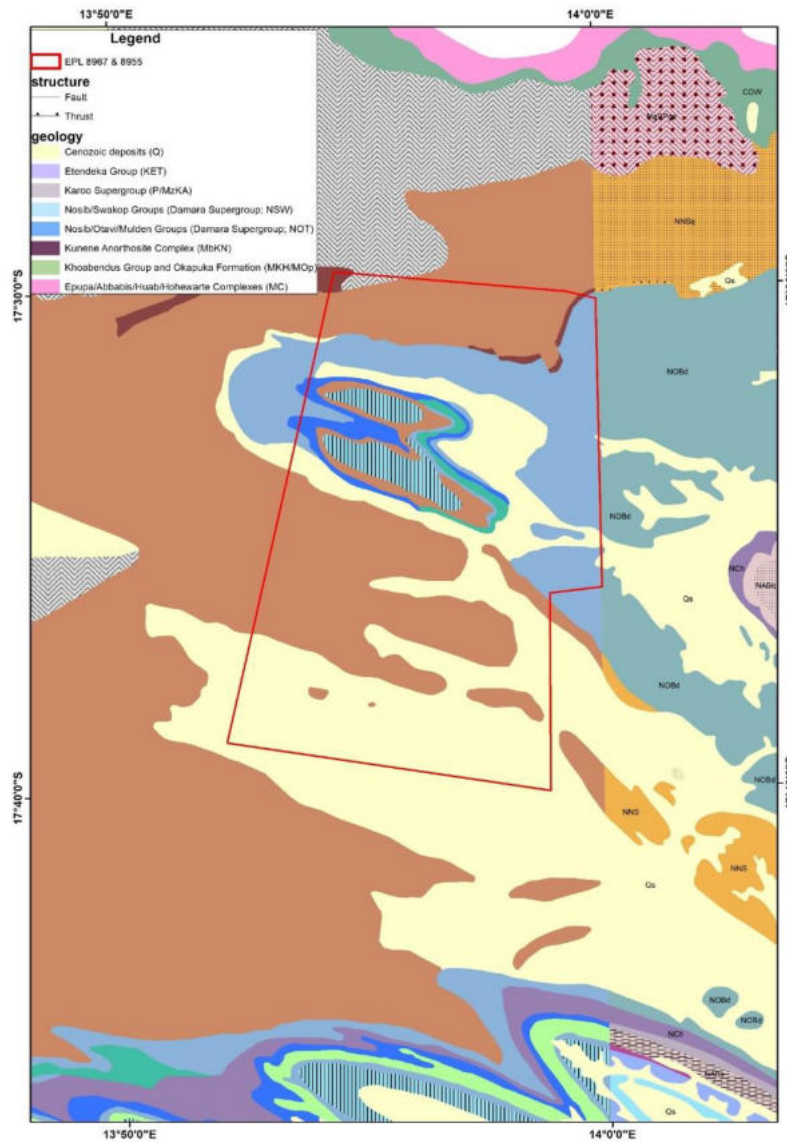 13°50'0"E
14°0'0"E
Legend
EPL 8967 & 8955
structure
Fault
Thrust
geology
Cenozoic deposits (Q)
Etendeka Group (KET)
Karoo Supergroup (P/MzKA)
Nosib/Swakop Groups (Damara Supergroup; NSW)
Nosib/Otavi/Mulden Groups (Damara Supergroup; NOT)
Kunene Anorthosite Complex (MbKN)
Khoabendus Group and Okapuka Formation (MKH/MOp)
Epupa/Abbabis/Huab/Hohewarte Complexes (MC)
NNSq
Qs
17°30'0"S
NOBd
NOBd
NCh
Qs
NOBd
NOBd
17°40'0"S
NNS
NNS
Qs
NOBd
NOBd
NCh
Qs
13°50'0"E
14°0'0"E